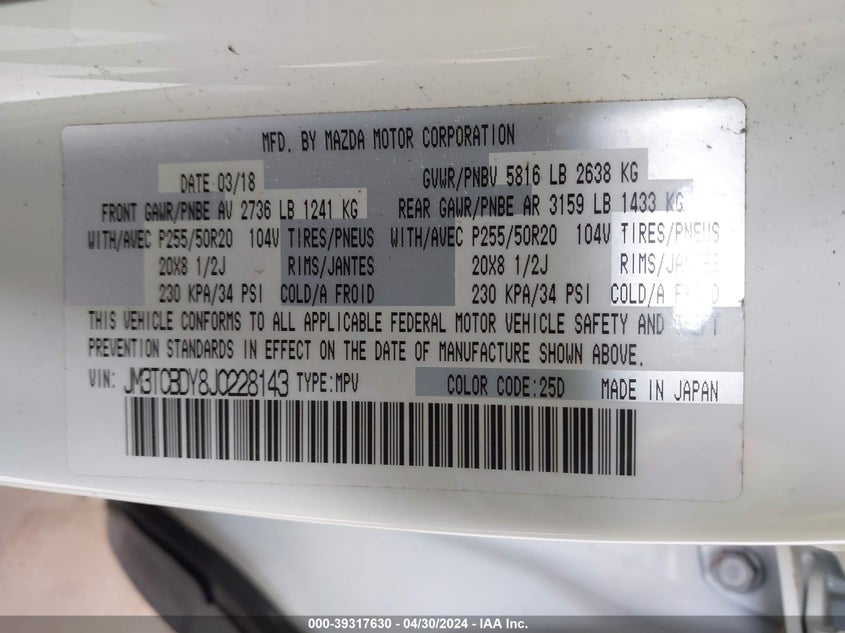 MFD. BY MAZDA MOTOR CORPORATION
DATE 03/18 GVWR/PNBV 5816 LB 2638 KG
FRONT GAWR/PNBE AV 2736 LB 1241 KG REAR GAWR/PNBE AR 3159 LB 1433 KG
WITH/AVEC P255/50R20 104V TIRES/PNEUS WITH/AVEC P255/50R20 104V TIRES/PNEUS
20X8 1/2J RIMS/JANTES 20X8 1/2J RIMS/JANTES
230 KPA/34 PSI COLD/A FROID 230 KPA/34 PSI COLD/A FROID
THIS VEHICLE CONFORMS TO ALL APPLICABLE FEDERAL MOTOR VEHICLE SAFETY AND THEFT
PREVENTION STANDARDS IN EFFECT ON THE DATE OF MANUFACTURE SHOWN ABOVE.
VIN: JM3TCBDY8J0228143 TYPE:MPV COLOR CODE:25D MADE IN JAPAN
000-39317630 - 04/30/2024 - IAA Inc.